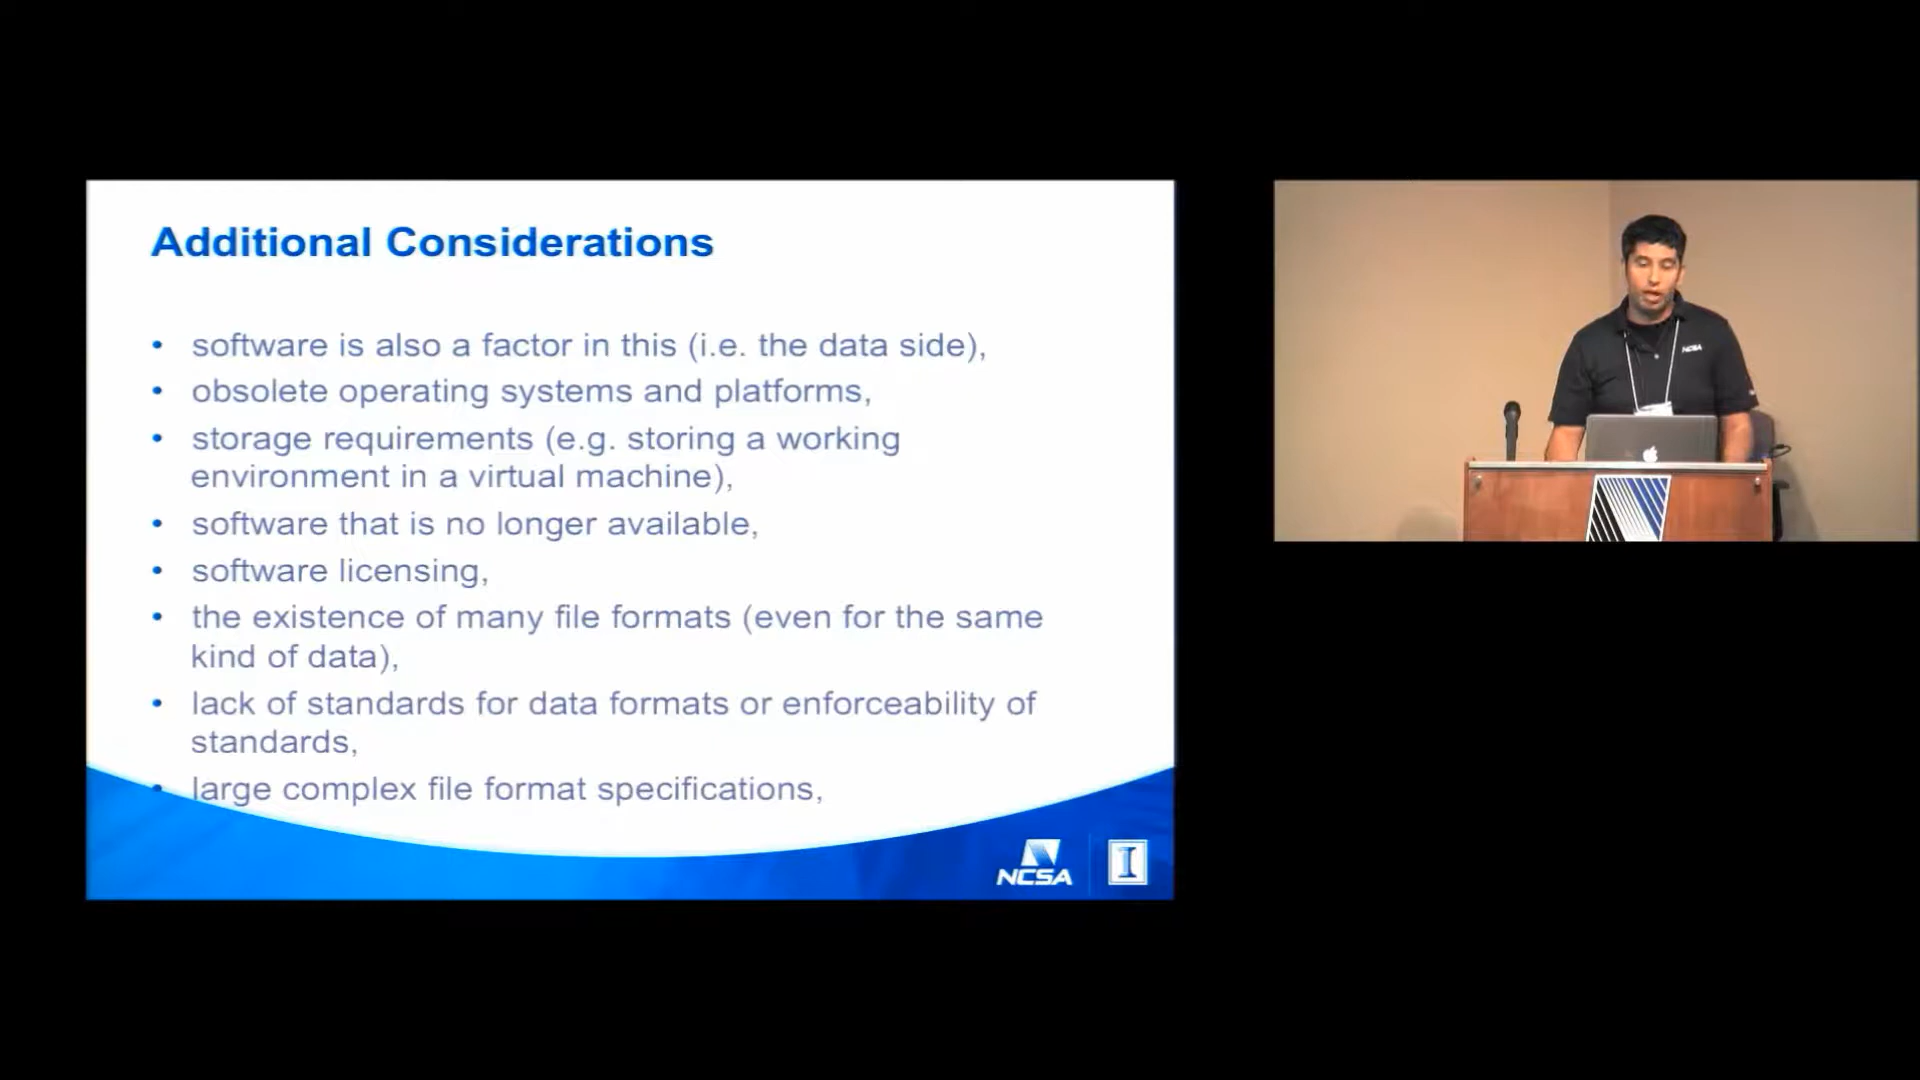 Additional Considerations
• software is also a factor in this (i.e. the data side),
• obsolete operating systems and platforms,
• storage requirements (e.g. storing a working
environment in a virtual machine),
• software that is no longer available,
• software licensing,
• the existence of many file formats (even for the same
kind of data),
• lack of standards for data formats or enforceability of
standards,
• large complex file format specifications,
NCSA
I
NCSA